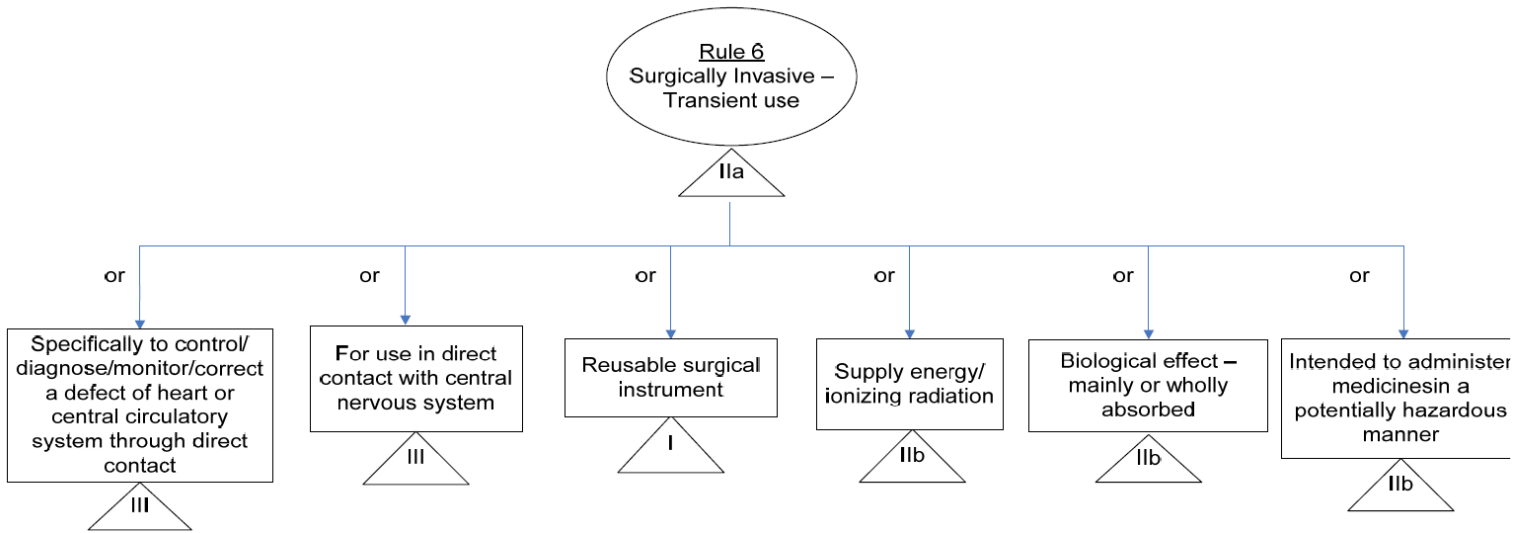 Rule 6
Surgically Invasive –
Transient use
IIa
or
or
or
or
or
or
Specifically to control/
diagnose/monitor/correct
a defect of heart or
central circulatory
system through direct
contact
III
For use in direct
contact with central
nervous system
III
Reusable surgical
instrument
I
Supply energy/
ionizing radiation
IIb
Biological effect –
mainly or wholly
absorbed
IIb
Intended to administer
medicinesin a
potentially hazardous
manner
IIb